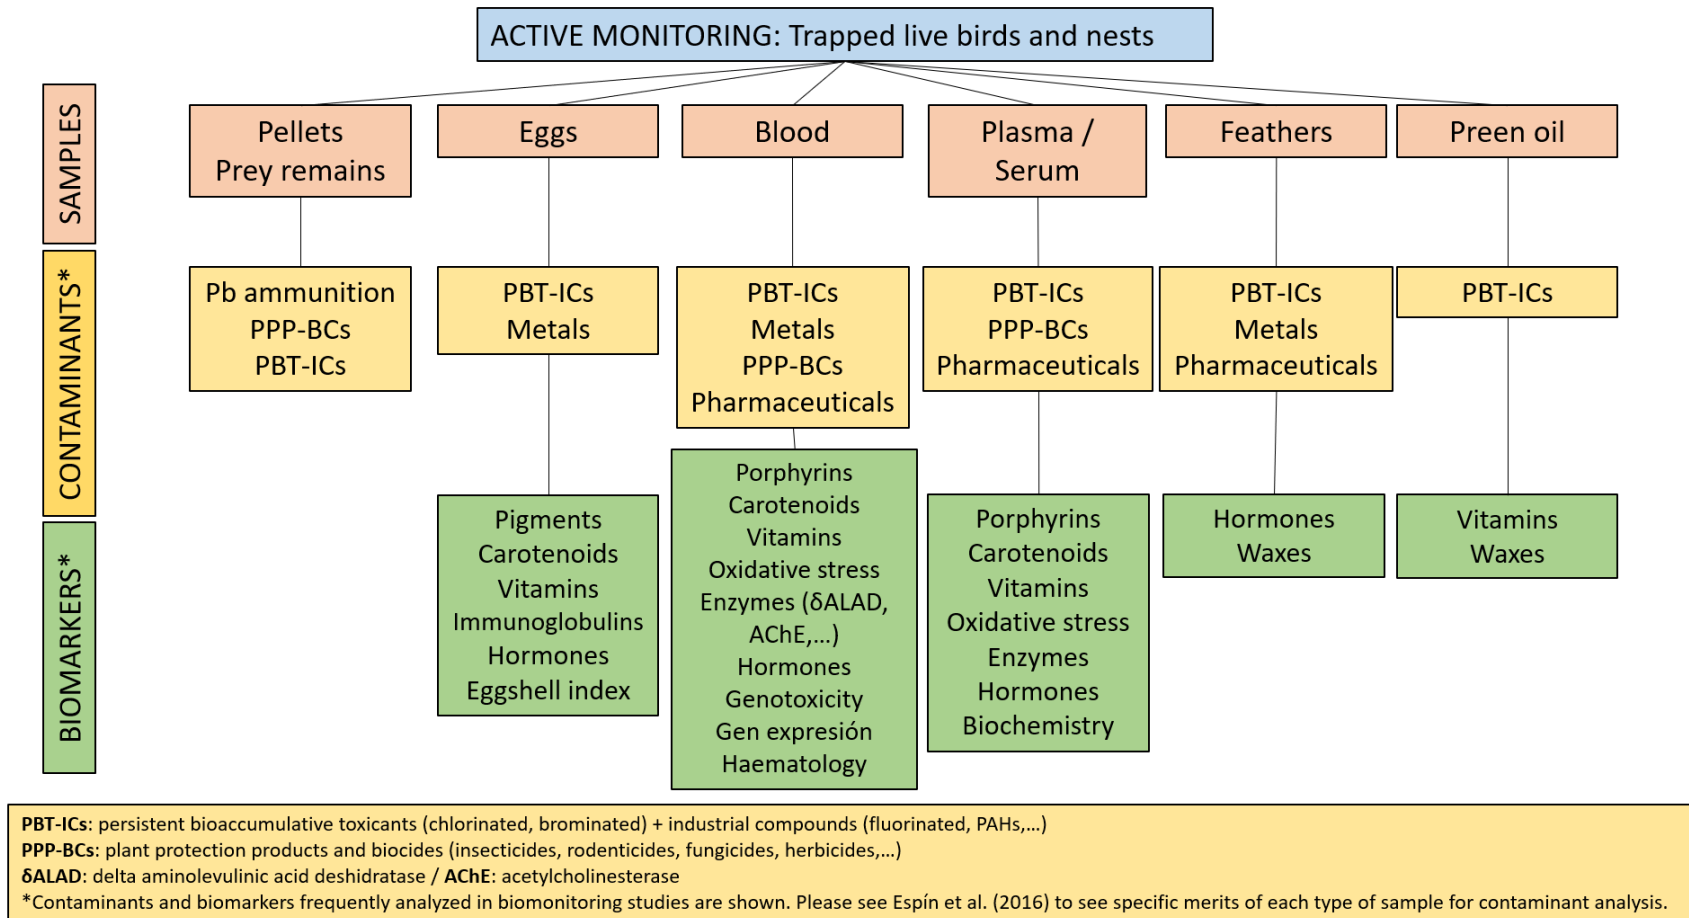 ACTIVE MONITORING: Trapped live birds and nests
SAMPLES
Pellets
Prey remains
Eggs
Blood
Plasma /
Serum
Feathers
Preen oil
CONTAMINANTS*
Pb ammunition
PPP-BCs
PBT-ICs
PBT-ICs
Metals
PBT-ICs
Metals
PPP-BCs
Pharmaceuticals
PBT-ICs
PPP-BCs
Pharmaceuticals
PBT-ICs
Metals
Pharmaceuticals
PBT-ICs
BIOMARKERS*
Pigments
Carotenoids
Vitamins
Immunoglobulins
Hormones
Eggshell index
Porphyrins
Carotenoids
Vitamins
Oxidative stress
Enzymes (δALAD,
AChE,...)
Hormones
Genotoxicity
Gen expresión
Haematology
Porphyrins
Carotenoids
Vitamins
Oxidative stress
Enzymes
Hormones
Biochemistry
Hormones
Waxes
Vitamins
Waxes
PBT-ICs: persistent bioaccumulative toxicants (chlorinated, brominated) + industrial compounds (fluorinated, PAHs,...)
PPP-BCs: plant protection products and biocides (insecticides, rodenticides, fungicides, herbicides,...)
δALAD: delta aminolevulinic acid deshidratase / AChE: acetylcholinesterase
*Contaminants and biomarkers frequently analyzed in biomonitoring studies are shown. Please see Espín et al. (2016) to see specific merits of each type of sample for contaminant analysis.